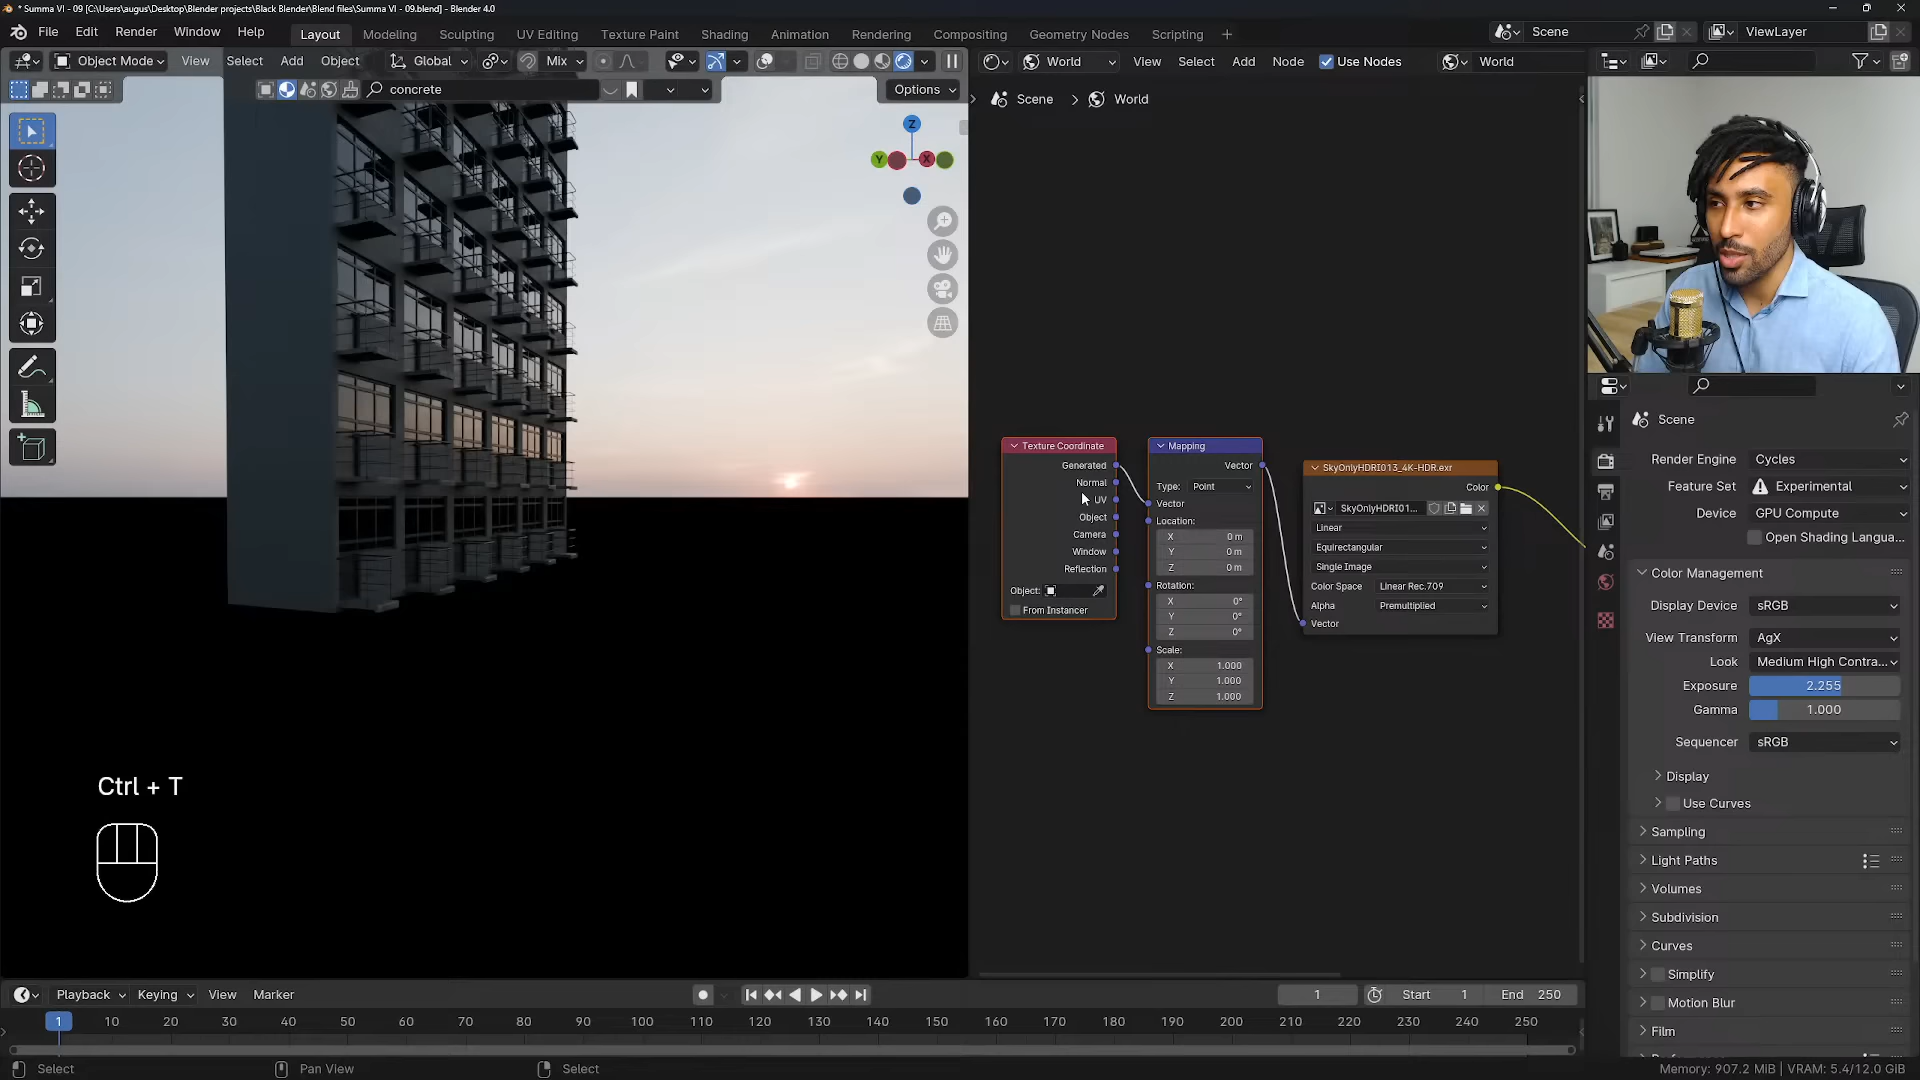 * Summa VI - 09 [C:\Users\augus\Desktop\Blender projects\Black Blender\Blend files\Summa VI - 09.blend] - Blender 4.0
File Edit Render Window Help
Layout Modeling Sculpting UV Editing Texture Paint Shading Animation Rendering Compositing Geometry Nodes Scripting +
Scene
ViewLayer
Object Mode View Select Add Object Global Mix
World View Select Add Node Use Nodes World
concrete
Options
Scene > World
Z
Y X
Texture Coordinate
Generated
Normal
UV
Object
Camera
Window
Reflection
Object:
From Instancer
Mapping
Vector
Type: Point
Vector
Location:
X 0 m
Y 0 m
Z 0 m
Rotation:
X 0°
Y 0°
Z 0°
Scale:
X 1.000
Y 1.000
Z 1.000
SkyOnlyHDRI013_4K-HDR.exr
Color
SkyOnlyHDRI01...
Linear
Equirectangular
Single Image
Color Space Linear Rec.709
Alpha Premultiplied
Vector
Ctrl + T
Scene
Render Engine Cycles
Feature Set Experimental
Device GPU Compute
Open Shading Langua...
Color Management
Display Device sRGB
View Transform AgX
Look Medium High Contra...
Exposure 2.255
Gamma 1.000
Sequencer sRGB
Display
Use Curves
Sampling
Light Paths
Volumes
Subdivision
Curves
Simplify
Motion Blur
Film
Playback Keying View Marker
1 Start 1 End 250
1 10 20 30 40 50 60 70 80 90 100 110 120 130 140 150 160 170 180 190 200 210 220 230 240 250
Select Pan View Select
Memory: 907.2 MiB | VRAM: 5.4/12.0 GiB